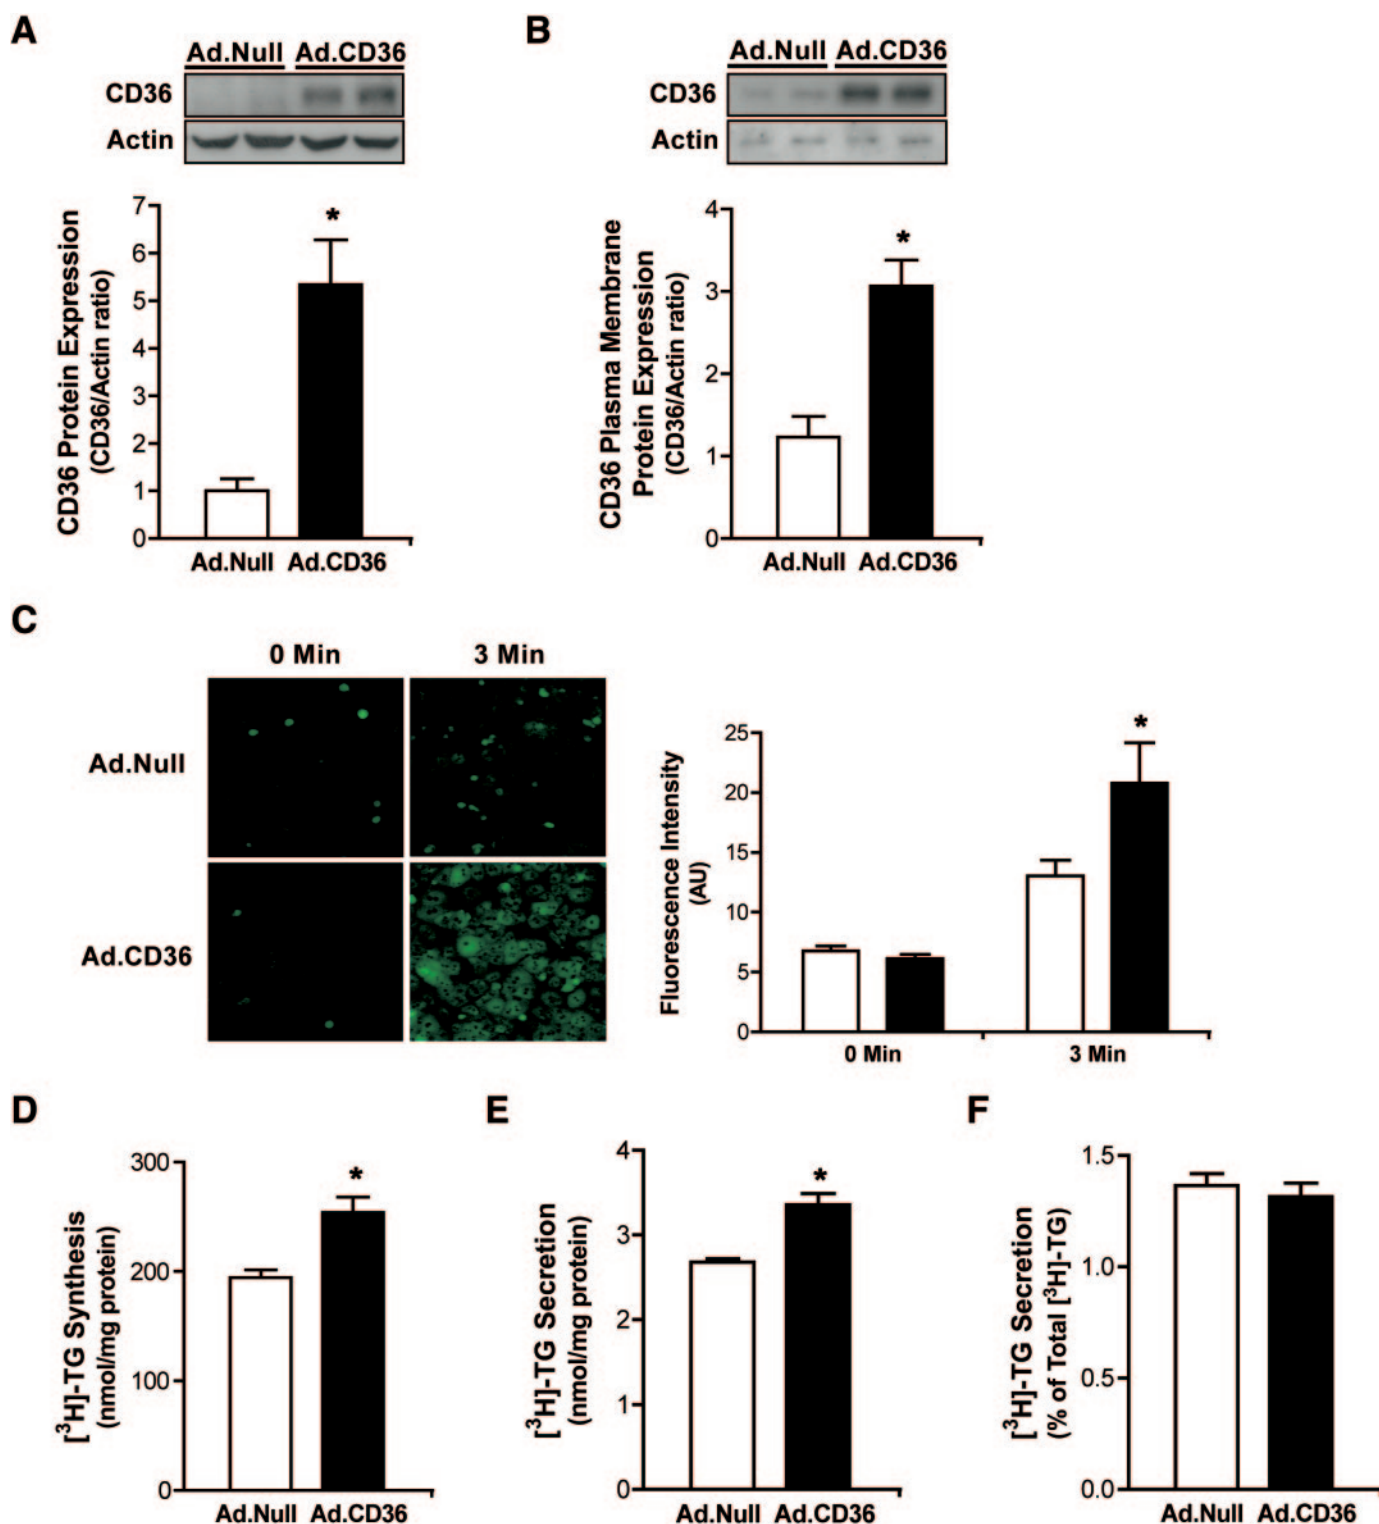 A
Ad.Null Ad.CD36
CD36
Actin
CD36 Protein Expression
(CD36/Actin ratio)
7
6
5
4
3
2
1
0
*
Ad.Null Ad.CD36
B
Ad.Null Ad.CD36
CD36
Actin
CD36 Plasma Membrane
Protein Expression
(CD36/Actin ratio)
4
3
2
1
0
*
Ad.Null Ad.CD36
C
0 Min 3 Min
Ad.Null
Ad.CD36
Fluorescence Intensity
(AU)
25
20
15
10
5
0
*
0 Min 3 Min
D
[³H]-TG Synthesis
(nmol/mg protein)
300
200
100
0
*
Ad.Null Ad.CD36
E
[³H]-TG Secretion
(nmol/mg protein)
4
3
2
1
0
*
Ad.Null Ad.CD36
F
[³H]-TG Secretion
(% of Total [³H]-TG)
1.5
1.0
0.5
0.0
Ad.Null Ad.CD36